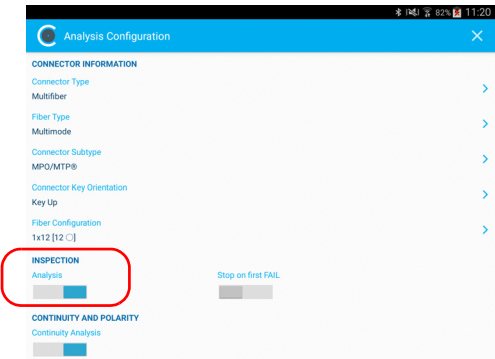 82% 11:20
Analysis Configuration
CONNECTOR INFORMATION
Connector Type
Multifiber
Fiber Type
Multimode
Connector Subtype
MPO/MTP®
Connector Key Orientation
Key Up
Fiber Configuration
1x12 [12 ○]
INSPECTION
Analysis Stop on first FAIL
CONTINUITY AND POLARITY
Continuity Analysis